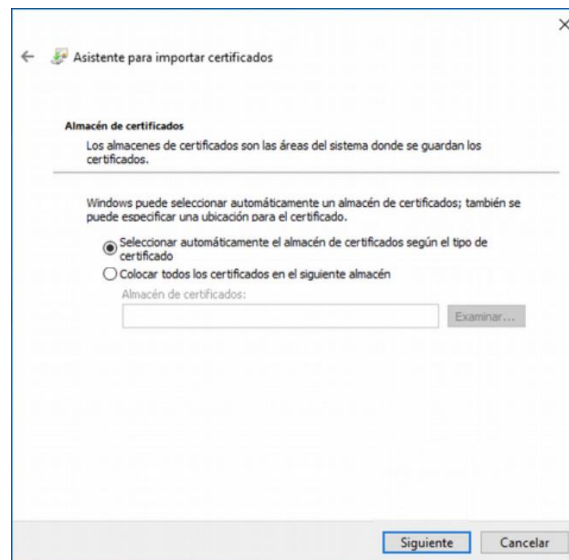 Asistente para importar certificados
Almacén de certificados
Los almacenes de certificados son las áreas del sistema donde se guardan los
certificados.
Windows puede seleccionar automáticamente un almacén de certificados; también se
puede especificar una ubicación para el certificado.
Seleccionar automáticamente el almacén de certificados según el tipo de
certificado
Colocar todos los certificados en el siguiente almacén
Almacén de certificados:
Examinar...
Siguiente
Cancelar